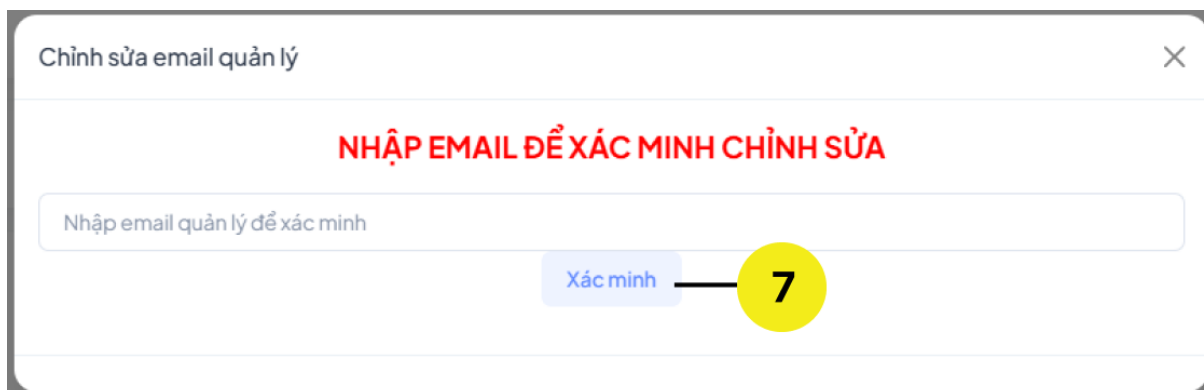 Chỉnh sửa email quản lý
NHẬP EMAIL ĐỂ XÁC MINH CHỈNH SỬA
Nhập email quản lý để xác minh
Xác minh
7